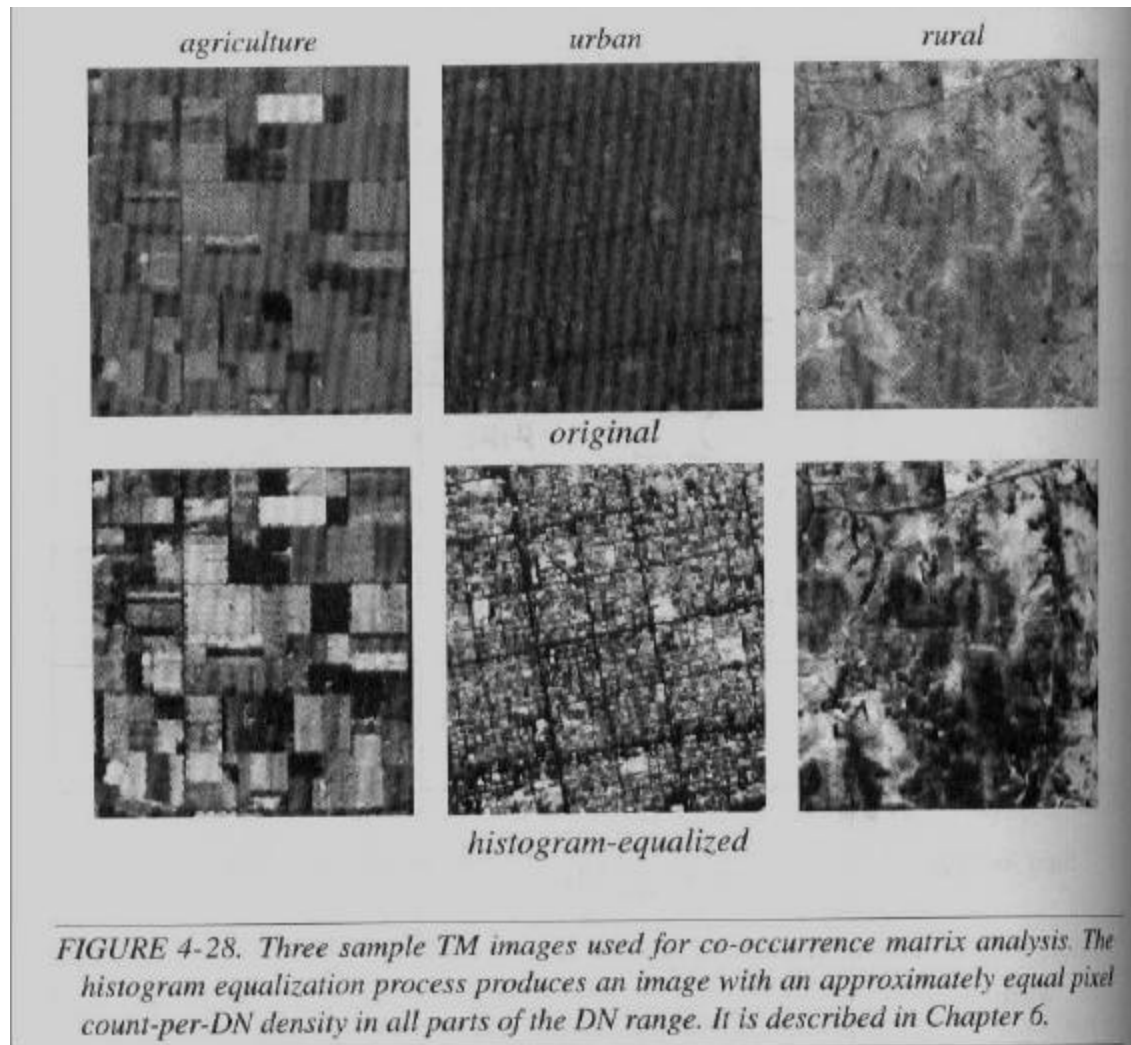 agriculture urban rural
original
histogram-equalized
FIGURE 4-28. Three sample TM images used for co-occurrence matrix analysis. The
histogram equalization process produces an image with an approximately equal pixel
count-per-DN density in all parts of the DN range. It is described in Chapter 6.